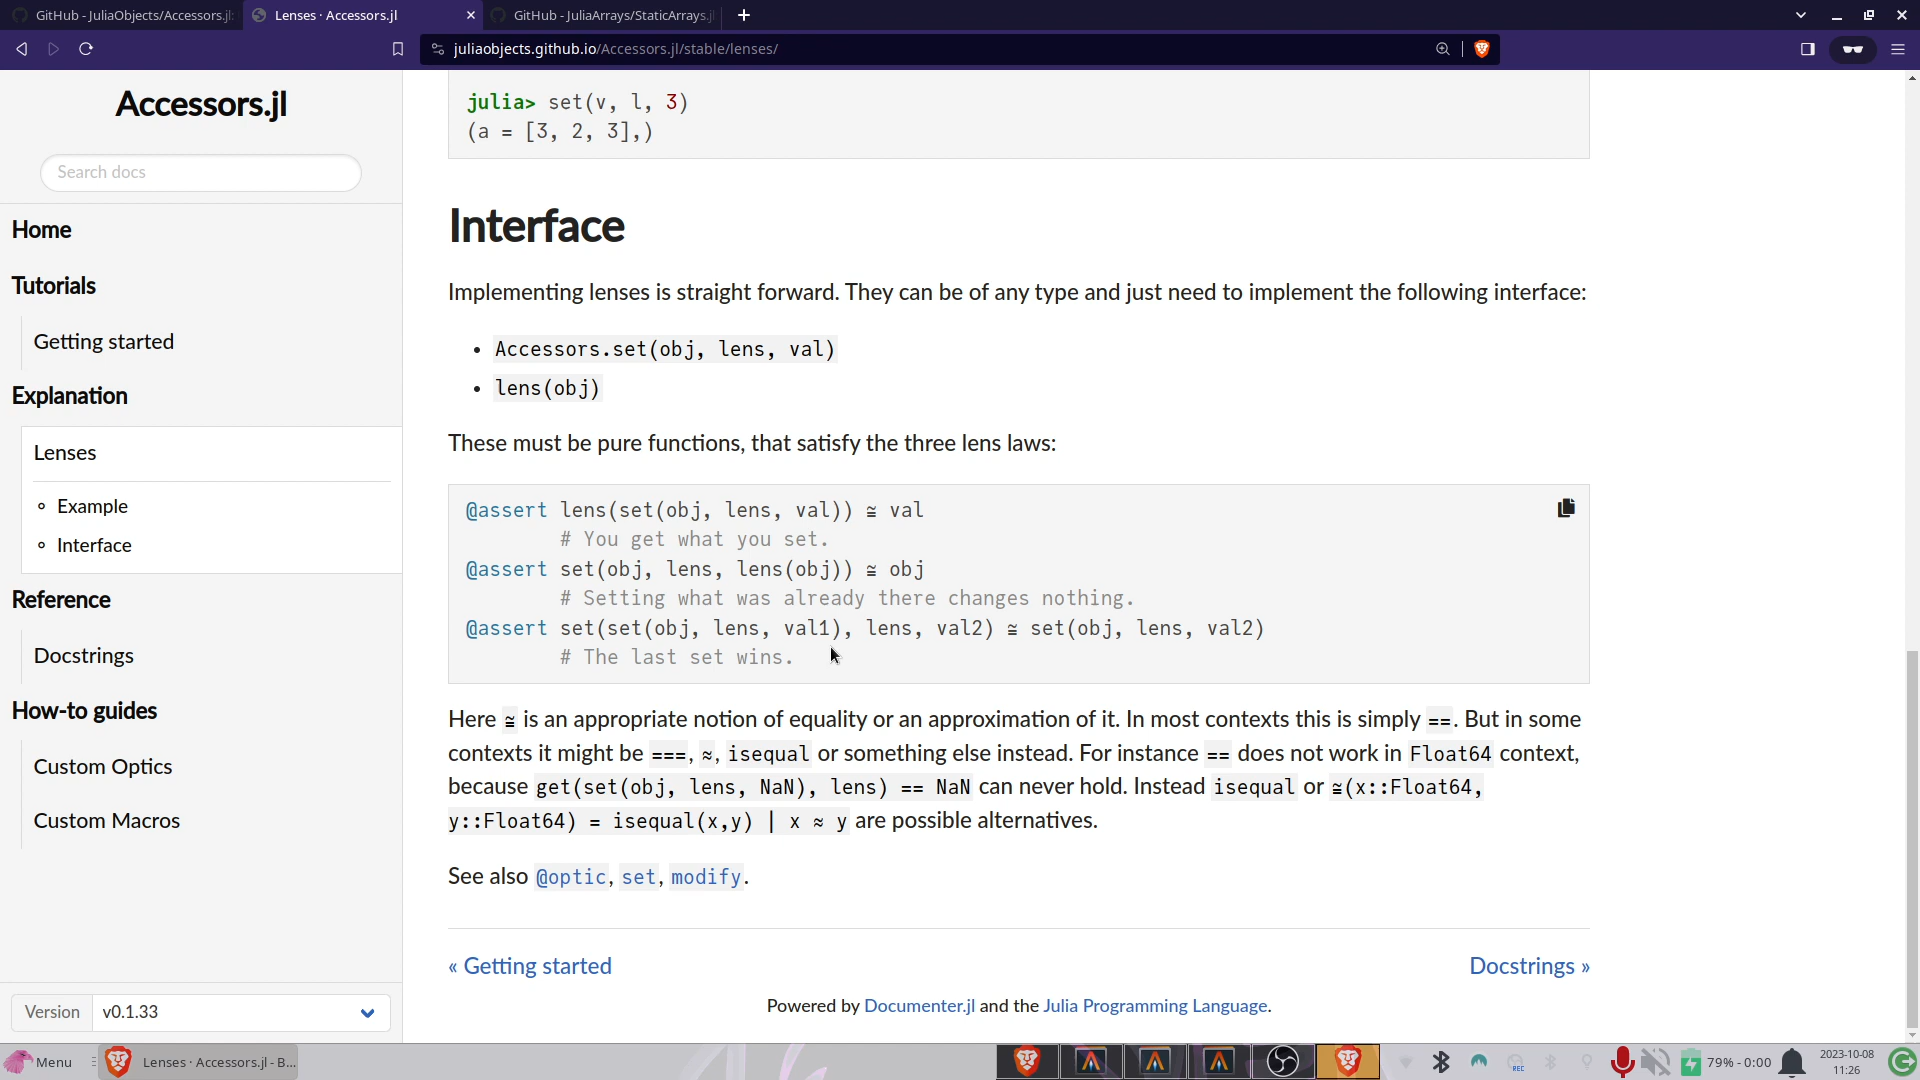 GitHub - JuliaObjects/Accessors.jl:
Lenses · Accessors.jl
GitHub - JuliaArrays/StaticArrays.jl
juliaobjects.github.io/Accessors.jl/stable/lenses/
Accessors.jl
Search docs
Home
Tutorials
Getting started
Explanation
Lenses
Example
Interface
Reference
Docstrings
How-to guides
Custom Optics
Custom Macros
Version v0.1.33
julia> set(v, l, 3)
(a = [3, 2, 3],)
Interface
Implementing lenses is straight forward. They can be of any type and just need to implement the following interface:
• Accessors.set(obj, lens, val)
• lens(obj)
These must be pure functions, that satisfy the three lens laws:
@assert lens(set(obj, lens, val)) ≅ val
# You get what you set.
@assert set(obj, lens, lens(obj)) ≅ obj
# Setting what was already there changes nothing.
@assert set(set(obj, lens, val1), lens, val2) ≅ set(obj, lens, val2)
# The last set wins.
Here ≅ is an appropriate notion of equality or an approximation of it. In most contexts this is simply ==. But in some
contexts it might be ===, ≈, isequal or something else instead. For instance == does not work in Float64 context,
because get(set(obj, lens, NaN), lens) == NaN can never hold. Instead isequal or ≅(x::Float64,
y::Float64) = isequal(x,y) | x ≈ y are possible alternatives.
See also @optic, set, modify.
« Getting started
Docstrings »
Powered by Documenter.jl and the Julia Programming Language.
Menu
Lenses · Accessors.jl - B...
REC
79% - 0:00
2023-10-08
11:26